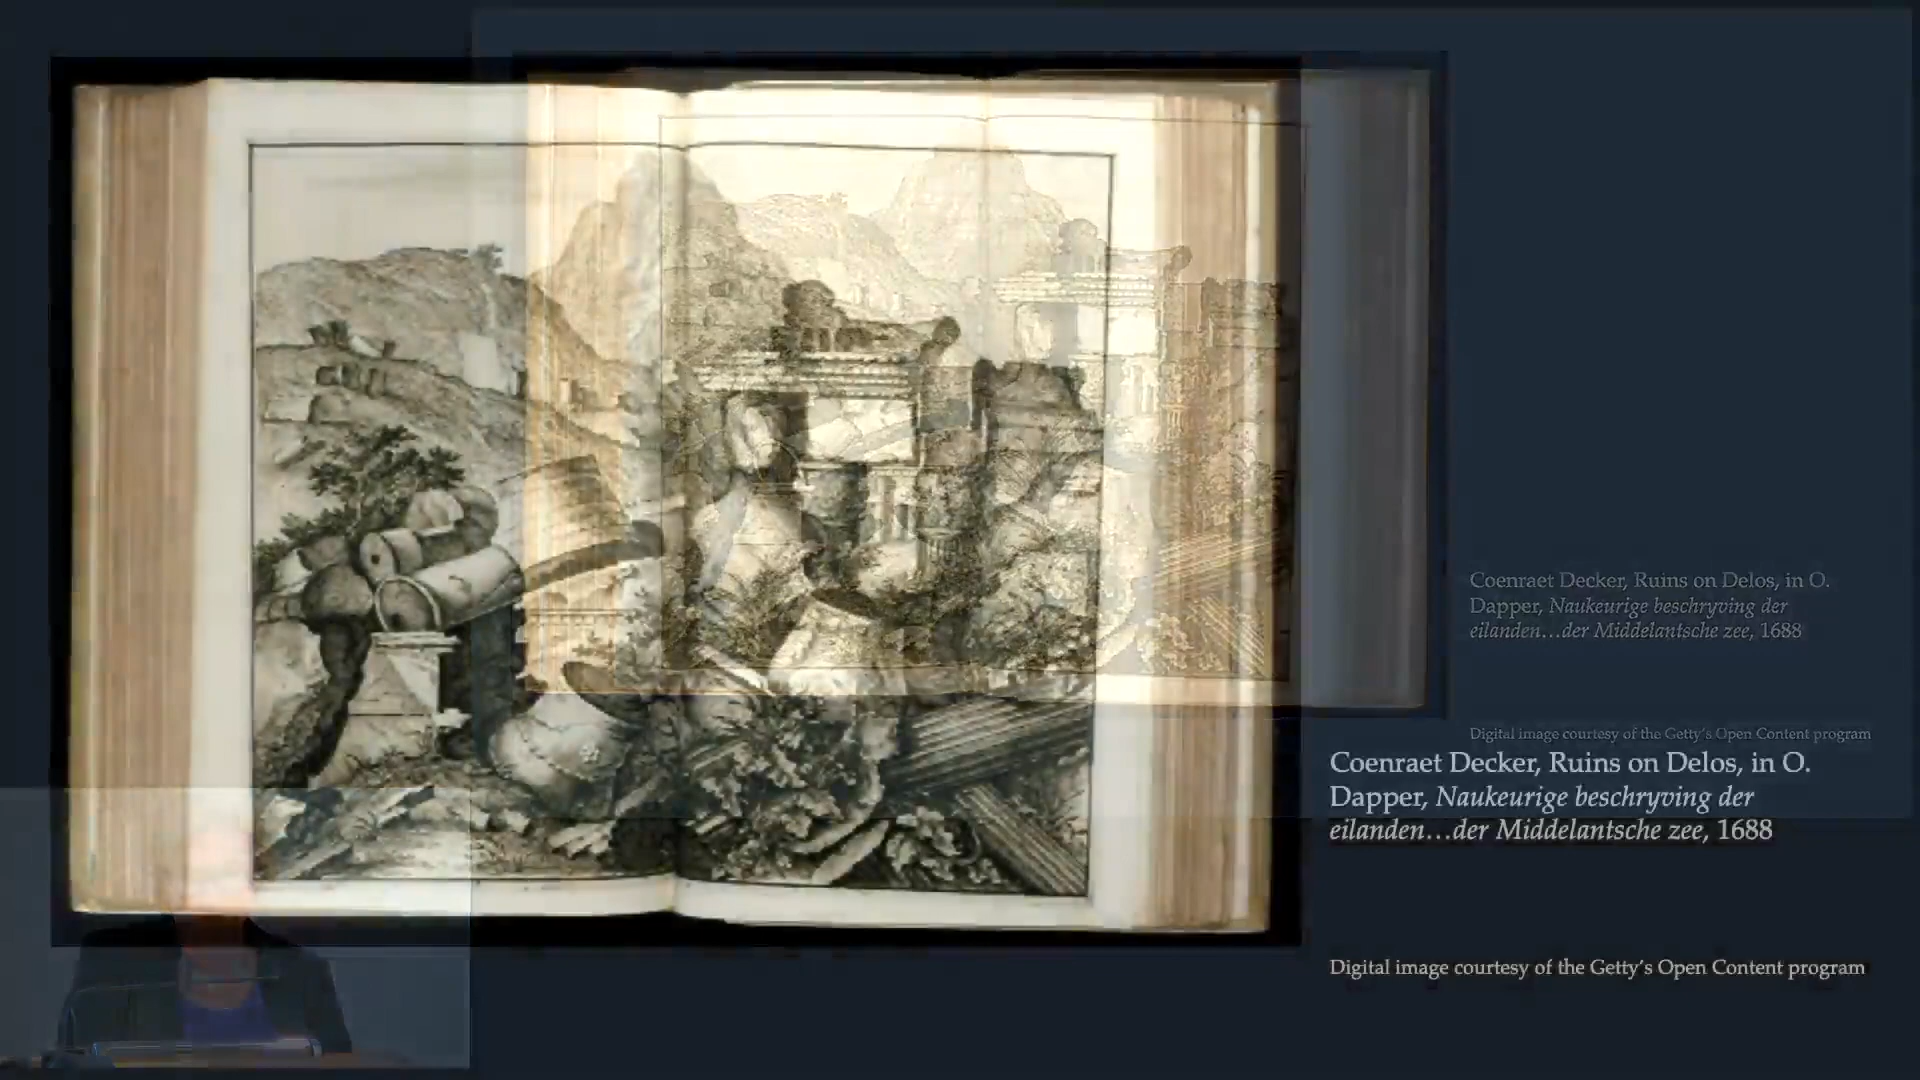 Coenraet Decker, Ruins on Delos, in O.
Dapper, Naukeurige beschryving der
eilanden…der Middelantsche zee, 1688
Digital image courtesy of the Getty’s Open Content program
Coenraet Decker, Ruins on Delos, in O.
Dapper, Naukeurige beschryving der
eilanden…der Middelantsche zee, 1688
Digital image courtesy of the Getty’s Open Content program